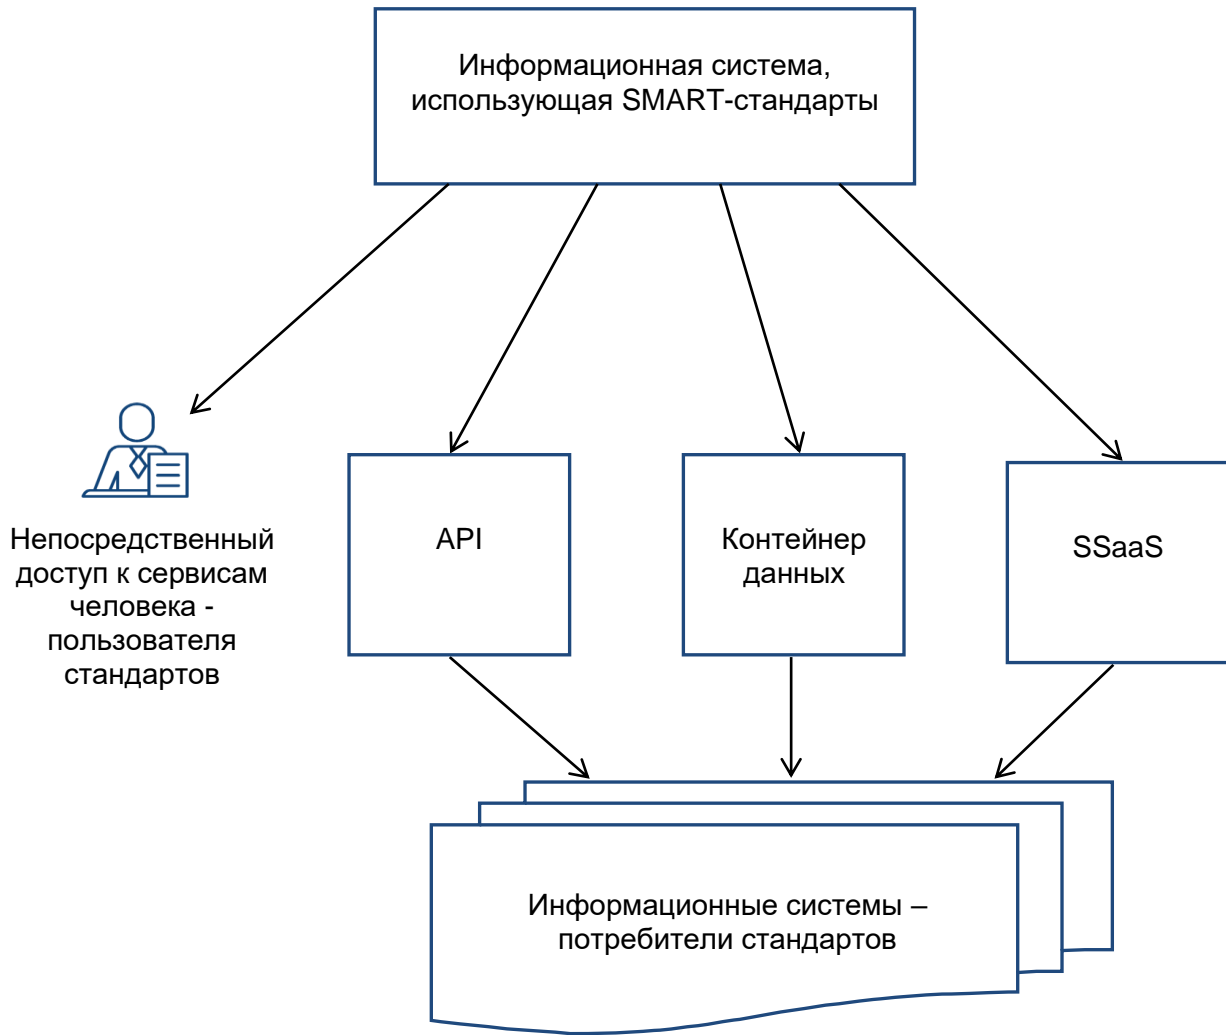 Информационная система,
использующая SMART-стандарты
Непосредственный
доступ к сервисам
человека -
пользователя
стандартов
API
Контейнер
данных
SSaaS
Информационные системы –
потребители стандартов